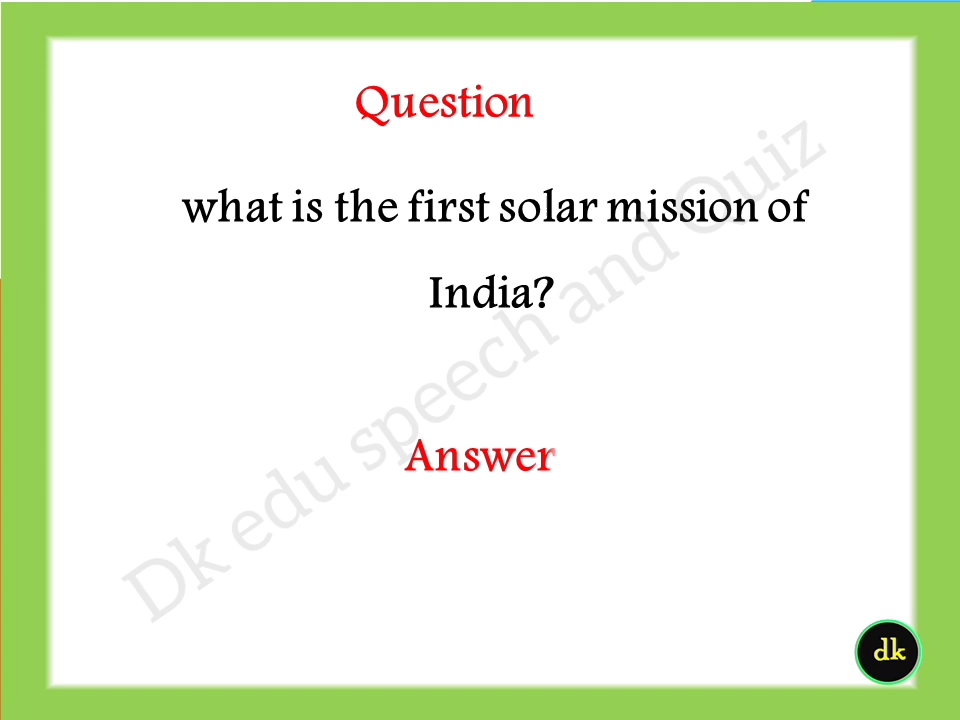 Question
what is the first solar mission of
India?
Answer
Dk edu speech and Quiz
dk